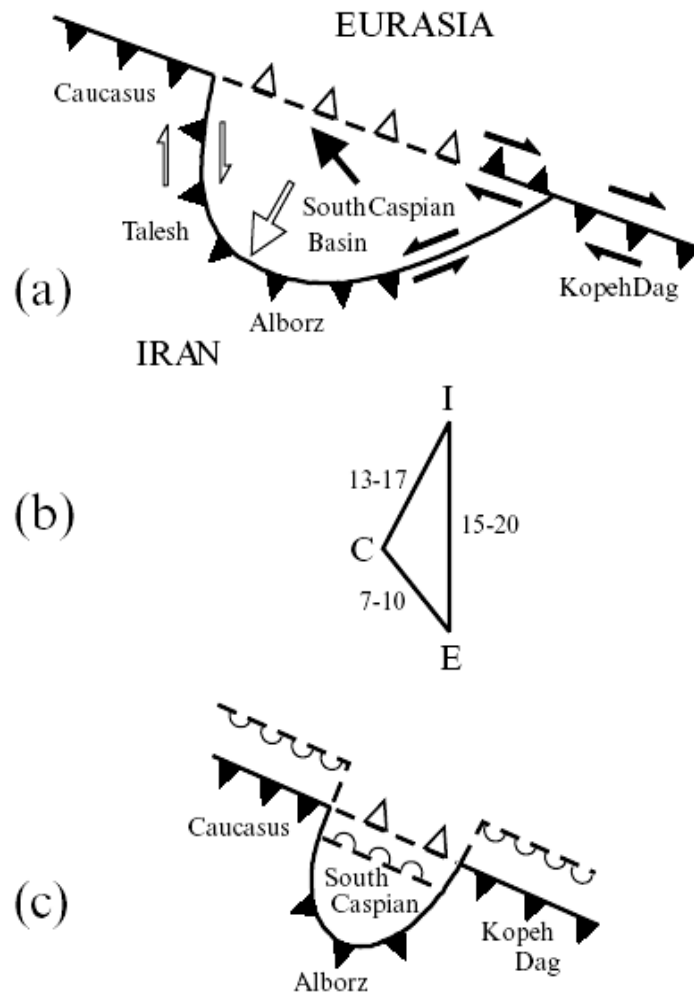 EURASIA
Caucasus
South Caspian
Basin
Talesh
KopehDag
(a)
Alborz
IRAN
I
13-17
(b)
15-20
C
7-10
E
Caucasus
South
Caspian
(c)
Kopeh
Dag
Alborz